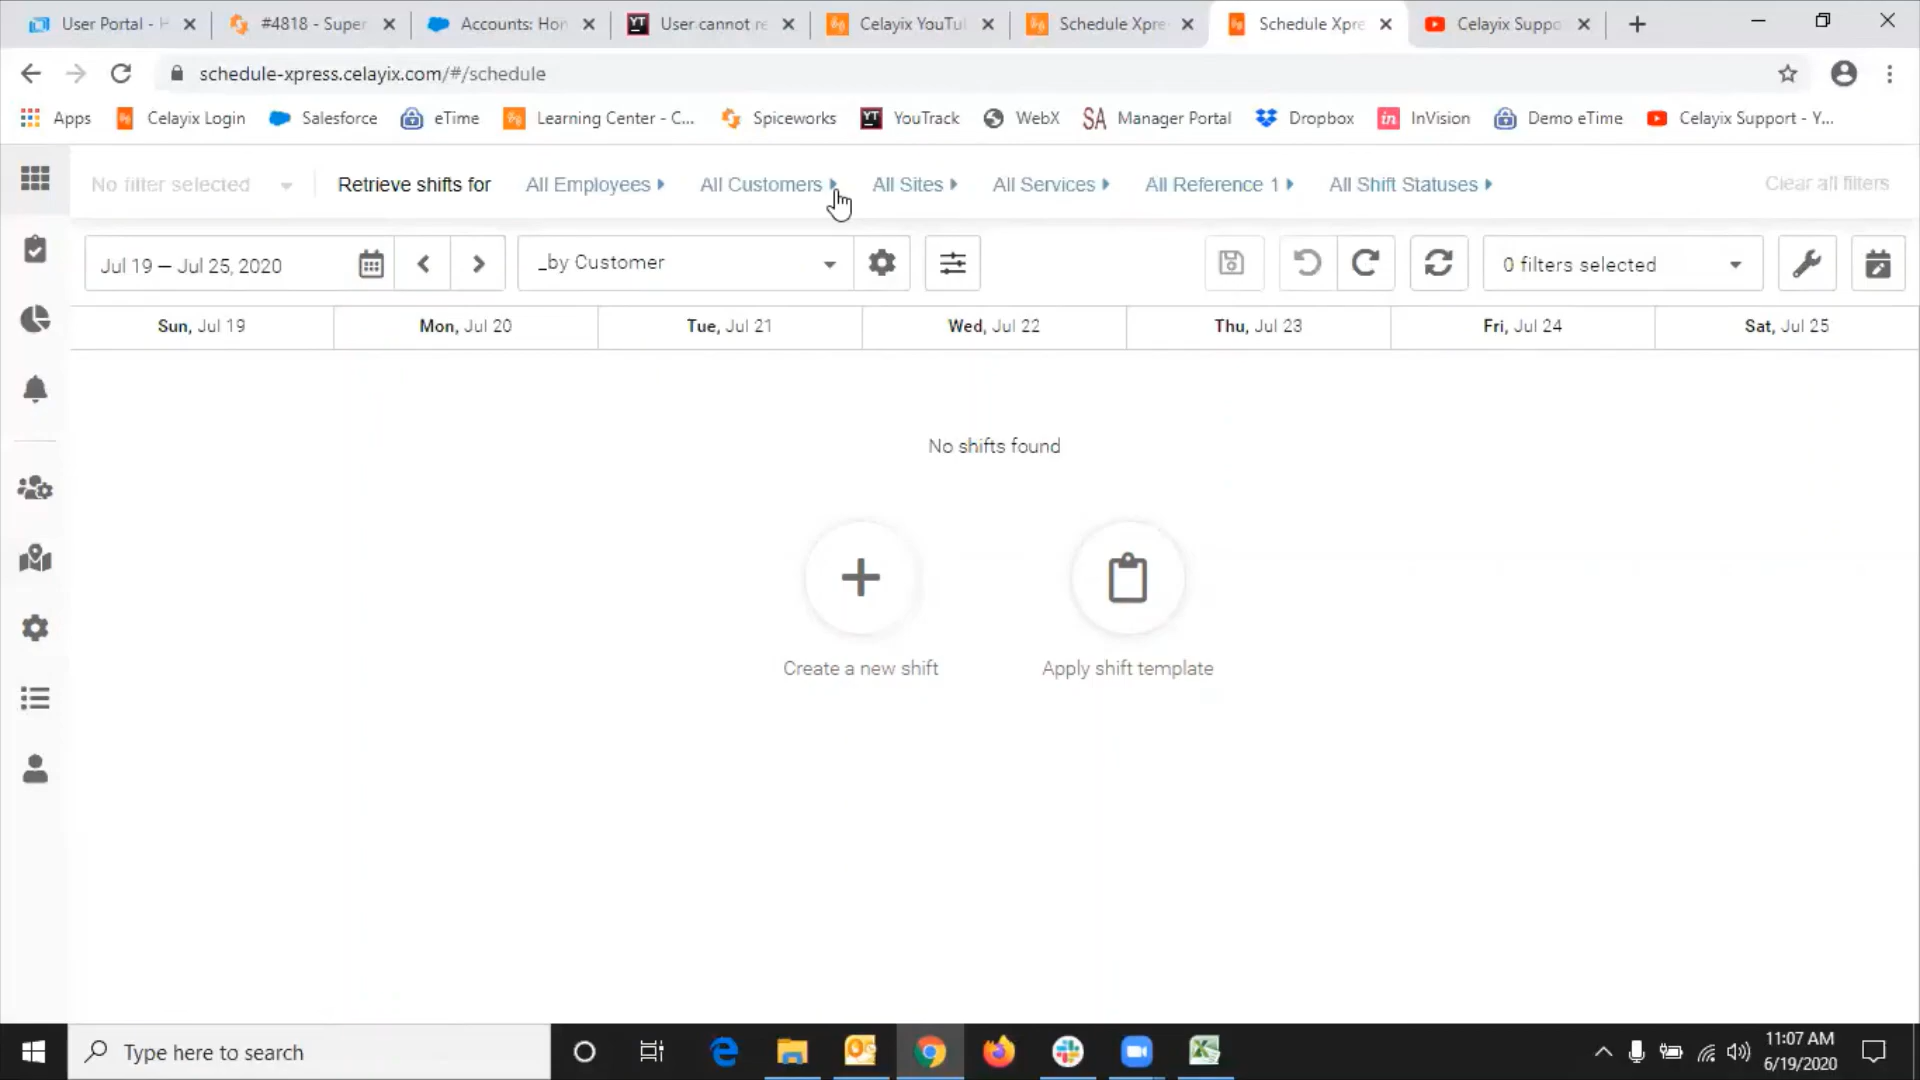 User Portal - H
#4818 - Super
Accounts: Hon
User cannot re
Celayix YouTu
Schedule Xpre
Schedule Xpre
Celayix Suppo
schedule-xpress.celayix.com/#/schedule
Apps
Celayix Login
Salesforce
eTime
Learning Center - C...
Spiceworks
YT YouTrack
WebX
SA Manager Portal
Dropbox
in InVision
Demo eTime
Celayix Support - Y...
No filter selected
Retrieve shifts for
All Employees
All Customers
All Sites
All Services
All Reference 1
All Shift Statuses
Clear all filters
Jul 19 — Jul 25, 2020
_by Customer
0 filters selected
Sun, Jul 19
Mon, Jul 20
Tue, Jul 21
Wed, Jul 22
Thu, Jul 23
Fri, Jul 24
Sat, Jul 25
No shifts found
Create a new shift
Apply shift template
Type here to search
11:07 AM
6/19/2020